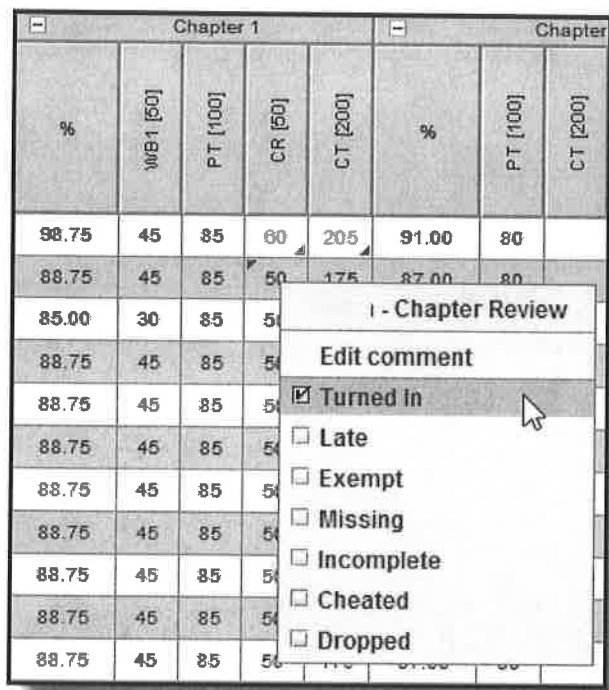 Chapter 1 Chapter
% WB1 [50] PT [100] CR [50] CT [200] % PT [100] CT [200]
98.75 45 85 60 205 91.00 80
88.75 45 85 50 175 87.00 80
85.00 30 85
88.75 45 85
88.75 45 85
88.75 45 85
88.75 45 85
88.75 45 85
88.75 45 85
88.75 45 85
88.75 45 85
- Chapter Review
Edit comment
Turned In
Late
Exempt
Missing
Incomplete
Cheated
Dropped